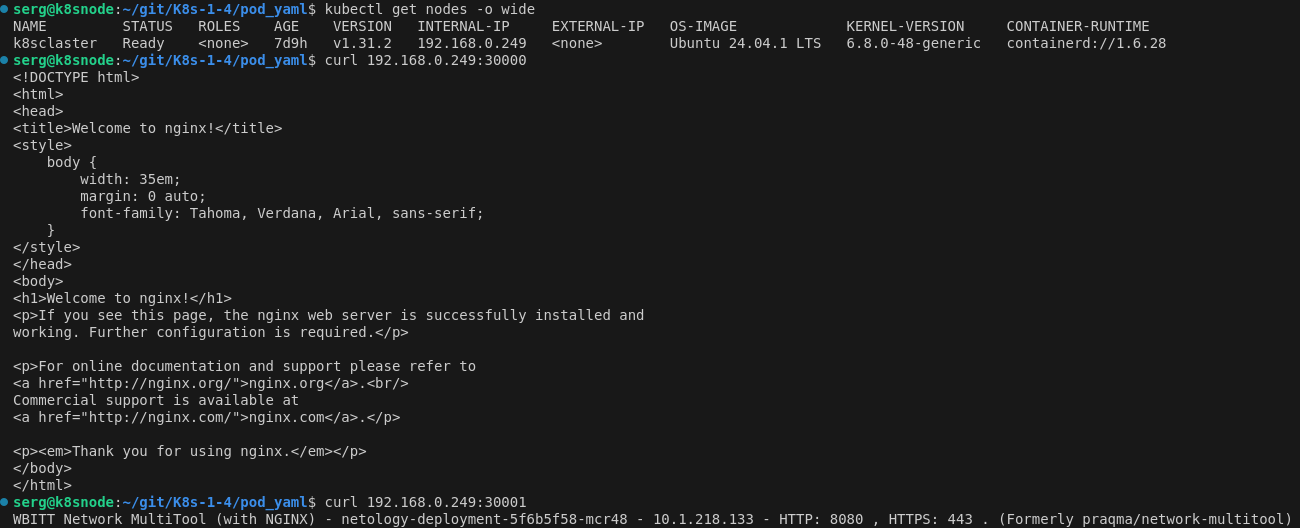 serg@k8snode:~/git/K8s-1-4/pod_yaml$ kubectl get nodes -o wide
NAME         STATUS   ROLES    AGE    VERSION   INTERNAL-IP     EXTERNAL-IP   OS-IMAGE             KERNEL-VERSION     CONTAINER-RUNTIME
k8sclaster   Ready    <none>   7d9h   v1.31.2   192.168.0.249   <none>        Ubuntu 24.04.1 LTS   6.8.0-48-generic   containerd://1.6.28
serg@k8snode:~/git/K8s-1-4/pod_yaml$ curl 192.168.0.249:30000
<!DOCTYPE html>
<html>
<head>
<title>Welcome to nginx!</title>
<style>
    body {
        width: 35em;
        margin: 0 auto;
        font-family: Tahoma, Verdana, Arial, sans-serif;
    }
</style>
</head>
<body>
<h1>Welcome to nginx!</h1>
<p>If you see this page, the nginx web server is successfully installed and
working. Further configuration is required.</p>

<p>For online documentation and support please refer to
<a href="http://nginx.org/">nginx.org</a>.<br/>
Commercial support is available at
<a href="http://nginx.com/">nginx.com</a>.</p>

<p><em>Thank you for using nginx.</em></p>
</body>
</html>
serg@k8snode:~/git/K8s-1-4/pod_yaml$ curl 192.168.0.249:30001
WBITT Network MultiTool (with NGINX) - netology-deployment-5f6b5f58-mcr48 - 10.1.218.133 - HTTP: 8080 , HTTPS: 443 . (Formerly praqma/network-multitool)